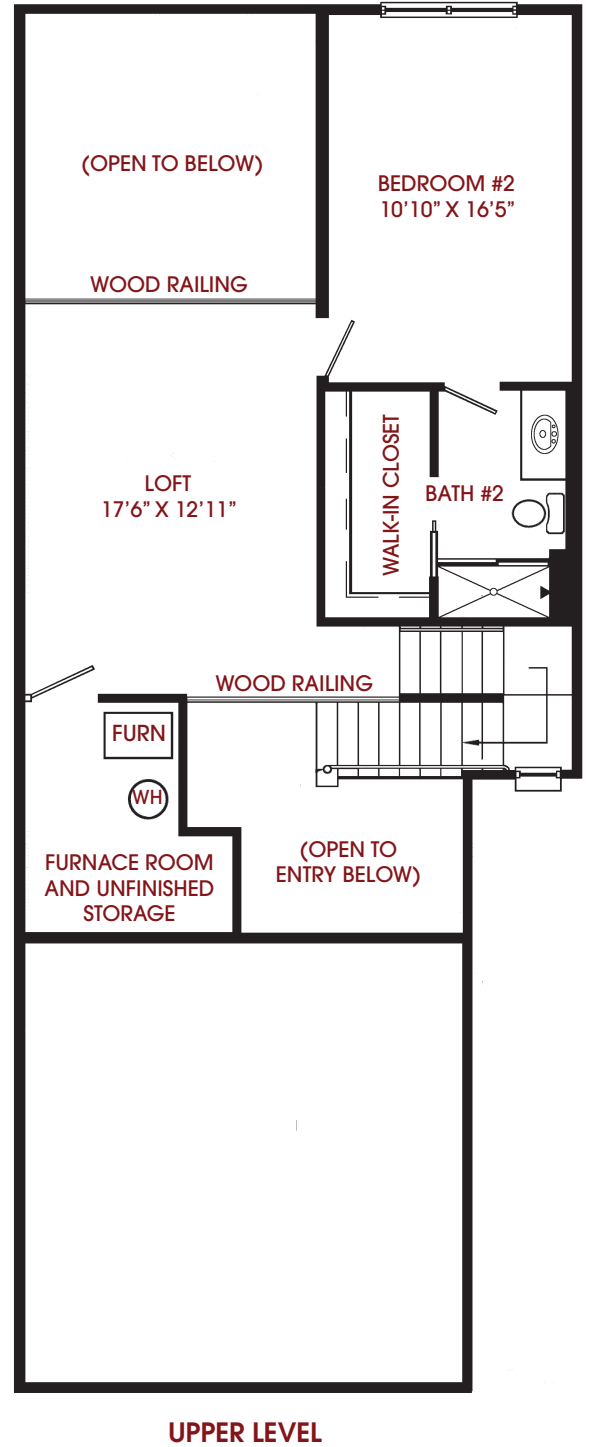 (OPEN TO BELOW)
BEDROOM #2
10’10” X 16’5”
WOOD RAILING
LOFT
17’6” X 12’11”
WALK-IN CLOSET
BATH #2
WOOD RAILING
FURN
WH
FURNACE ROOM
AND UNFINISHED
STORAGE
(OPEN TO
ENTRY BELOW)
UPPER LEVEL